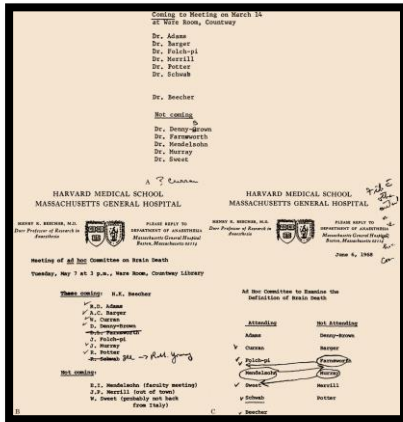 Coming to Meeting on March 14
at Ware Room, Countway
Dr. Adams
Dr. Barger
Dr. Folch-pi
Dr. Merrill
Dr. Potter
Dr. Schwab
Dr. Beecher
Not coming
Dr. Denny-Brown
Dr. Farnsworth
Dr. Mendelsohn
Dr. Murray
Dr. Sweet
A ? Curran
HARVARD MEDICAL SCHOOL
MASSACHUSETTS GENERAL HOSPITAL
HENRY K. BEECHER, M.D.
Dorr Professor of Research in
Anaesthesia
PLEASE REPLY TO
DEPARTMENT OF ANAESTHESIA
Massachusetts General Hospital
Boston, Massachusetts 02114
Meeting of ad hoc Committee on Brain Death
Tuesday, May 7 at 3 p.m., Ware Room, Countway Library
Those coming: H.K. Beecher
R.D. Adams
A.C. Barger
W. Curran
D. Denny-Brown
J. Folch-pi
J. Murray
R. Potter
R. Schwab
Not coming:
E.I. Mendelsohn (faculty meeting)
J.P. Merrill (out of town)
W. Sweet (probably not back
from Italy)
B
HARVARD MEDICAL SCHOOL
MASSACHUSETTS GENERAL HOSPITAL
HENRY K. BEECHER, M.D.
Dorr Professor of Research in
Anaesthesia
PLEASE REPLY TO
DEPARTMENT OF ANAESTHESIA
Massachusetts General Hospital
Boston, Massachusetts 02114
June 6, 1968
Ad Hoc Committee to Examine the
Definition of Brain Death
Attending Not Attending
Adams Denny-Brown
Curran Barger
Folch-pi Farnsworth
Mendelsohn Murray
Sweet Merrill
Schwab Potter
Beecher
C